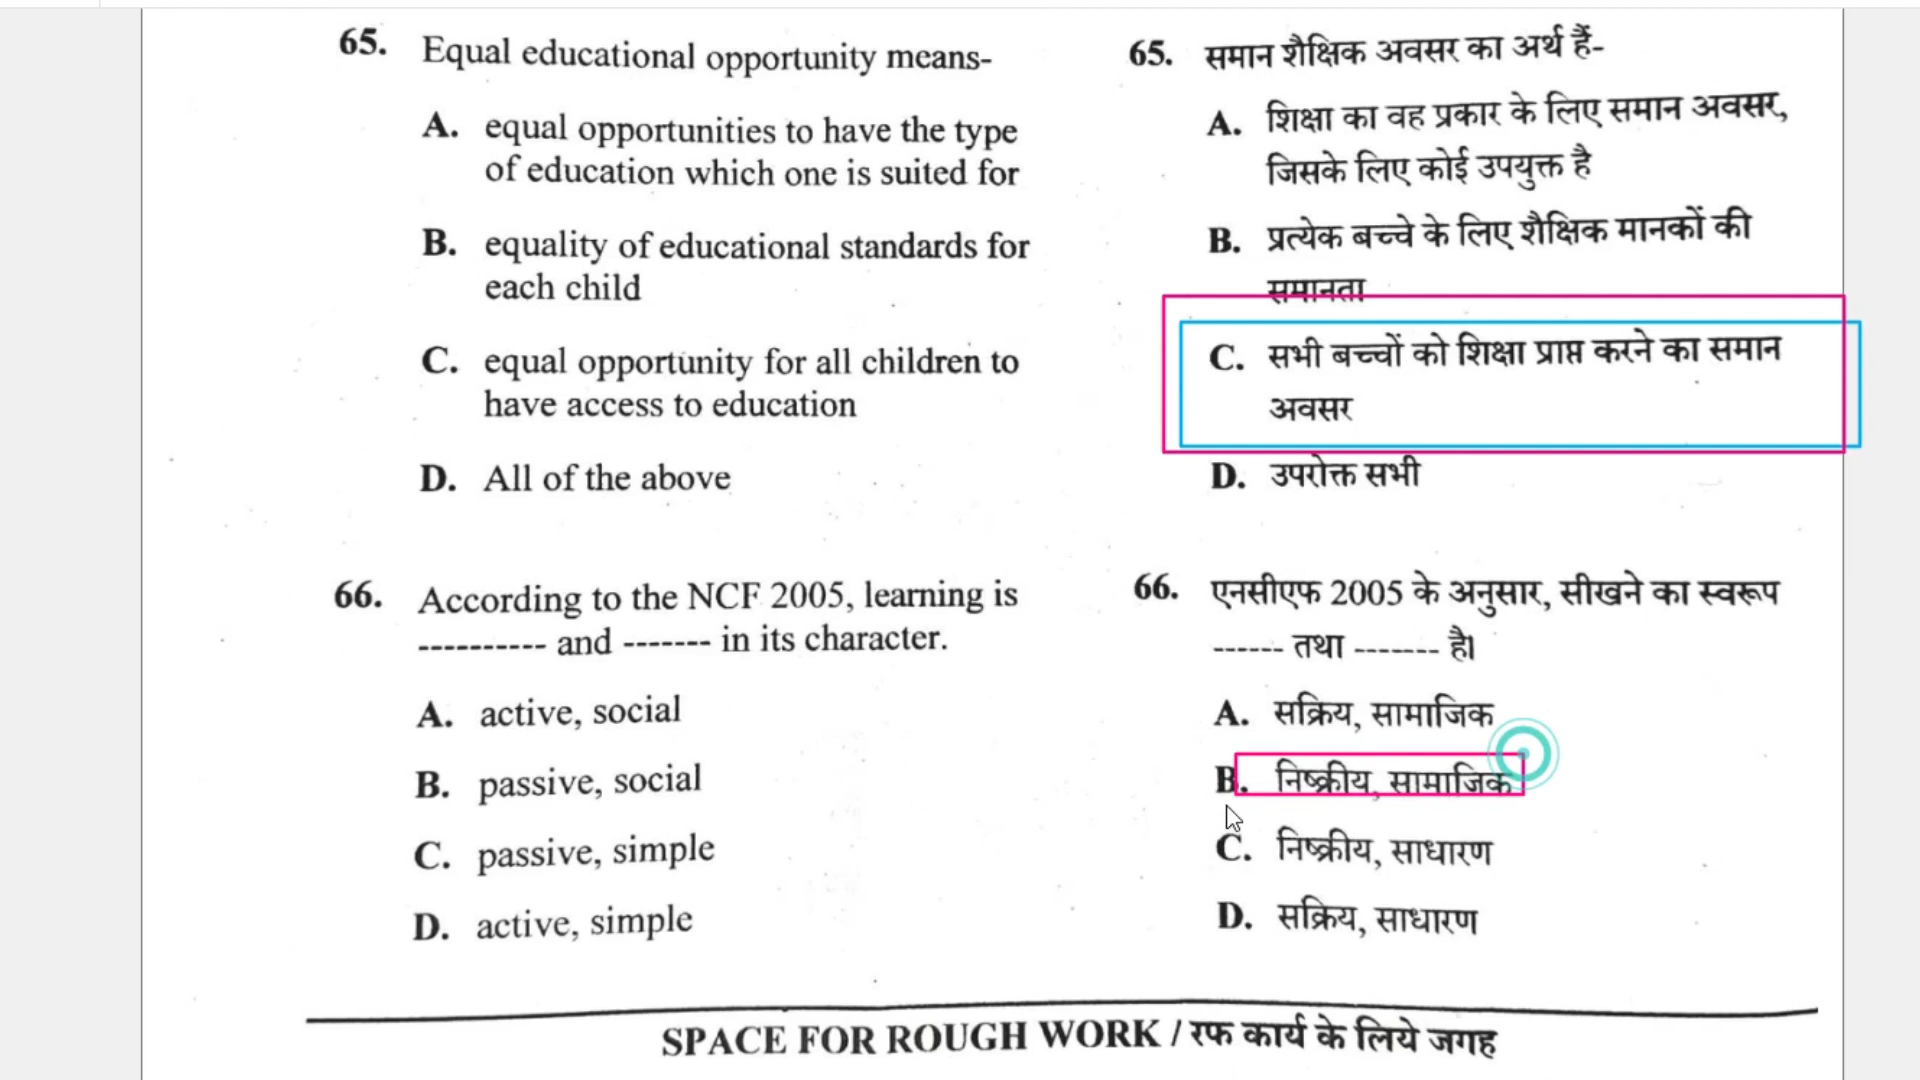 65. Equal educational opportunity means-
A. equal opportunities to have the type
of education which one is suited for
B. equality of educational standards for
each child
C. equal opportunity for all children to
have access to education
D. All of the above
66. According to the NCF 2005, learning is
---------- and ------- in its character.
A. active, social
B. passive, social
C. passive, simple
D. active, simple
65. समान शैक्षिक अवसर का अर्थ हैं-
A. शिक्षा का वह प्रकार के लिए समान अवसर,
जिसके लिए कोई उपयुक्त है
B. प्रत्येक बच्चे के लिए शैक्षिक मानकों की
समानता
C. सभी बच्चों को शिक्षा प्राप्त करने का समान
अवसर
D. उपरोक्त सभी
66. एनसीएफ 2005 के अनुसार, सीखने का स्वरूप
------ तथा ------- है।
A. सक्रिय, सामाजिक
B. निष्क्रीय, सामाजिक
C. निष्क्रीय, साधारण
D. सक्रिय, साधारण
SPACE FOR ROUGH WORK / रफ कार्य के लिये जगह